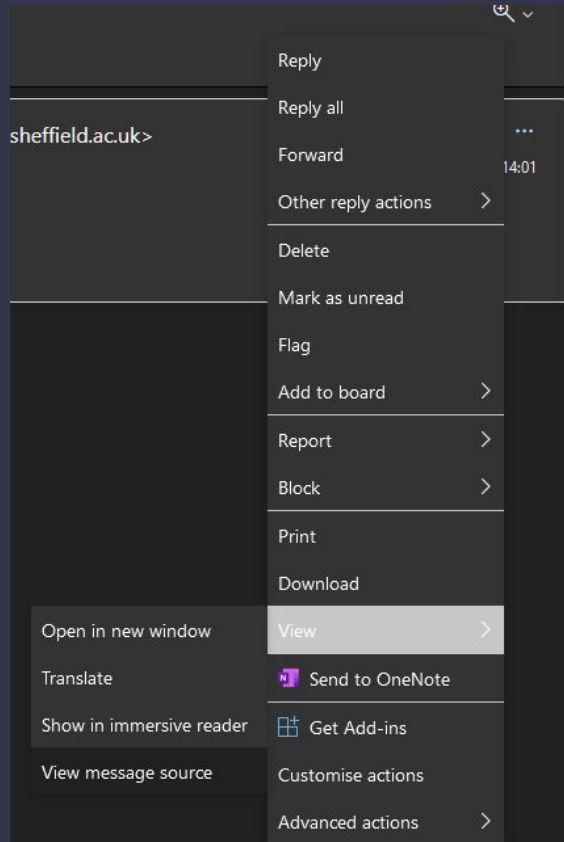 Reply
Reply all
sheffield.ac.uk>
...
Forward
14:01
Other reply actions
Delete
Mark as unread
Flag
Add to board
Report
Block
Print
Download
View
Open in new window
Translate
Show in immersive reader
View message source
Send to OneNote
Get Add-ins
Customise actions
Advanced actions